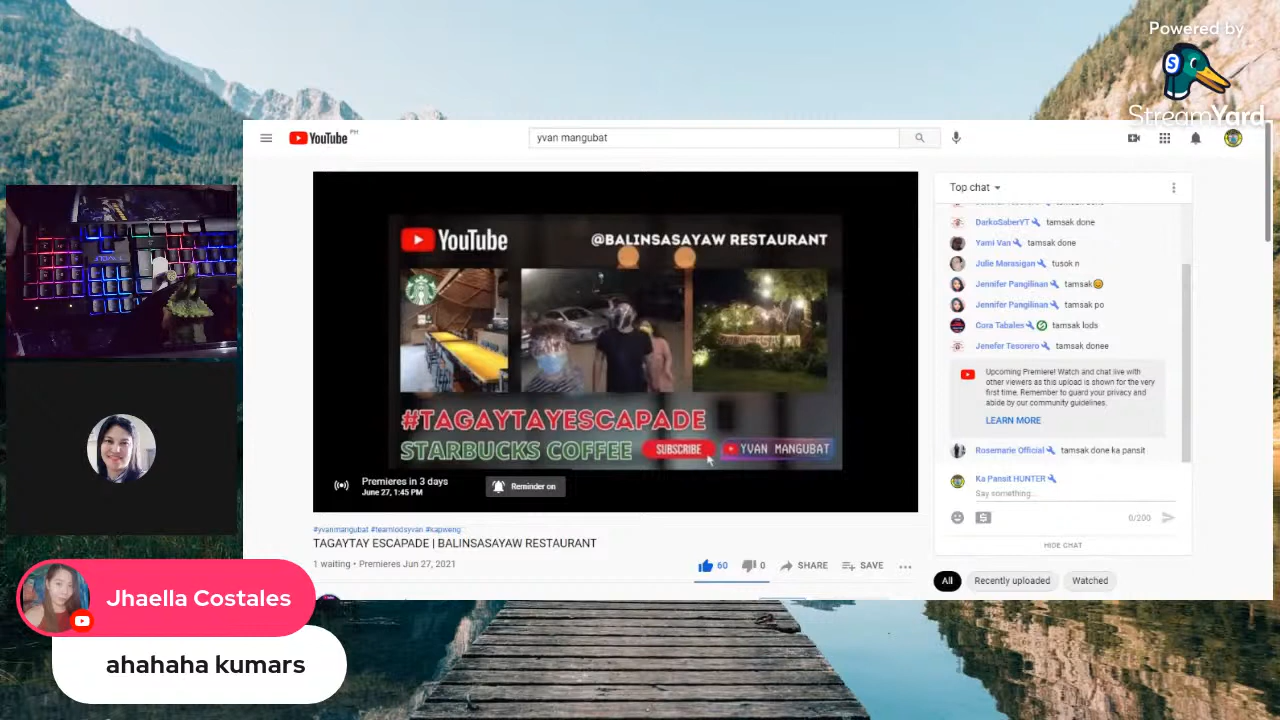 Powered by
StreamYard
YouTube PH
yvan mangubat
YouTube
@BALINSASAYAW RESTAURANT
#TAGAYTAYESCAPADE
STARBUCKS COFFEE
SUBSCRIBE
YVAN MANGUBAT
Premieres in 3 days
June 27, 1:45 PM
Reminder on
#yvanmangubat #teamlodsyvan #kapweng
TAGAYTAY ESCAPADE | BALINSASAYAW RESTAURANT
1 waiting • Premieres Jun 27, 2021
60
0
SHARE
SAVE
Top chat
DarkoSaberYT tamsak done
Yami Van tamsak done
Julie Marasigan tusok n
Jennifer Pangilinan tamsak
Jennifer Pangilinan tamsak po
Cora Tabales tamsak lods
Jenefer Tesorero tamsak donee
Upcoming Premiere! Watch and chat live with
other viewers as this upload is shown for the very
first time. Remember to guard your privacy and
abide by our community guidelines.
LEARN MORE
Rosemarie Official tamsak done ka pansit
Ka Pansit HUNTER
Say something...
0/200
HIDE CHAT
All
Recently uploaded
Watched
Jhaella Costales
ahahaha kumars